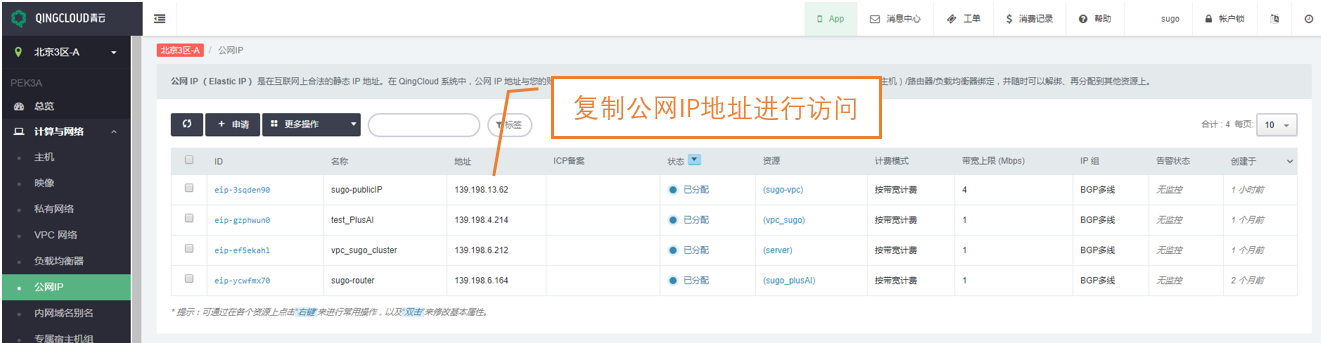 QINGCLOUD青云
App
消息中心
工单
消费记录
帮助
sugo
帐户锁
北京3区-A
北京3区-A / 公网IP
PEK3A
总览
计算与网络
主机
映像
私有网络
VPC 网络
负载均衡器
公网IP
内网域名别名
专属宿主机组
公网 IP （ Elastic IP ） 是在互联网上合法的静态 IP 地址。在 QingCloud 系统中，公网 IP 地址与您的账
主机 ）/路由器/负载均衡器绑定，并随时可以解绑、再分配到其他资源上。
复制公网IP地址进行访问
申请
更多操作
标签
合计 : 4 每页: 10
ID 名称 地址 ICP备案 状态 资源 计费模式 带宽上限 (Mbps) IP 组 告警状态 创建于
eip-3sqden90 sugo-publicIP 139.198.13.62 已分配 (sugo-vpc) 按带宽计费 4 BGP多线 无监控 1 小时前
eip-gzphwun0 test_PlusAI 139.198.4.214 已分配 (vpc_sugo) 按带宽计费 1 BGP多线 无监控 1 个月前
eip-ef5ekahl vpc_sugo_cluster 139.198.6.212 已分配 (server) 按带宽计费 1 BGP多线 无监控 1 个月前
eip-ycwfmx70 sugo-router 139.198.6.164 已分配 (sugo_plusAI) 按带宽计费 1 BGP多线 无监控 2 个月前
* 提示：可通过在各个资源上点击"右键"来进行常用操作，以及"双击"来修改基本属性。